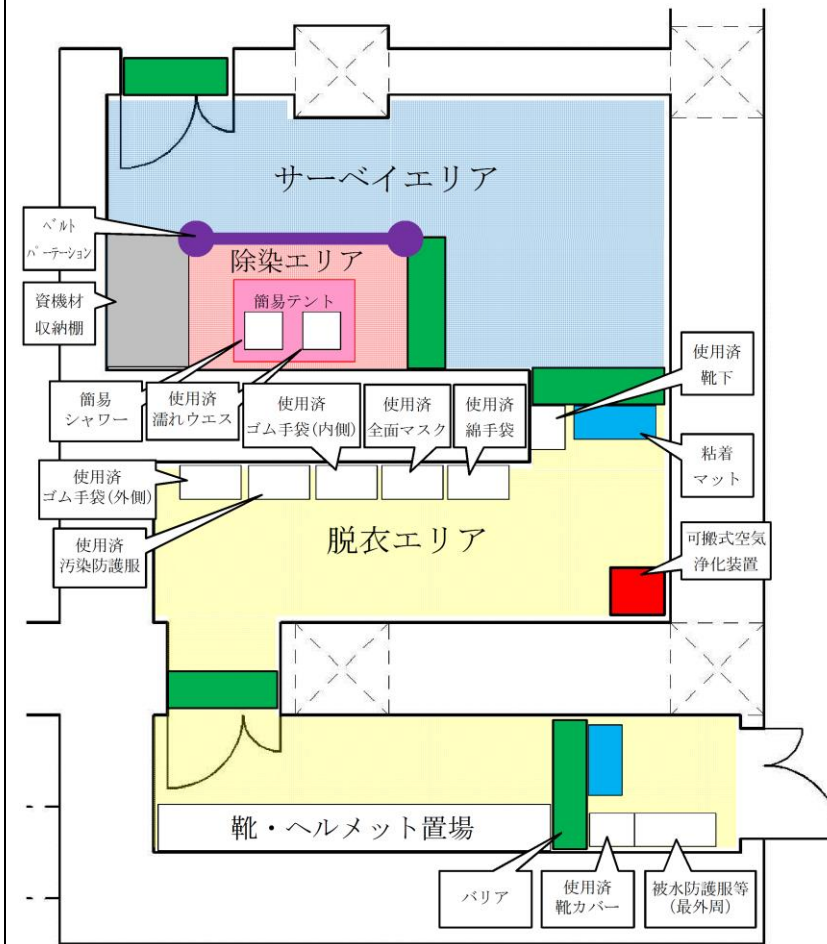 サーベイエリア
ベルト
パーテーション
除染エリア
簡易テント
資機材
収納棚
使用済
靴下
簡易
シャワー
使用済
濡れウエス
使用済
ゴム手袋(内側)
使用済
全面マスク
使用済
綿手袋
粘着
マット
使用済
ゴム手袋(外側)
使用済
汚染防護服
脱衣エリア
可搬式空気
浄化装置
靴・ヘルメット置場
バリア
使用済
靴カバー
被水防護服等
(最外周)